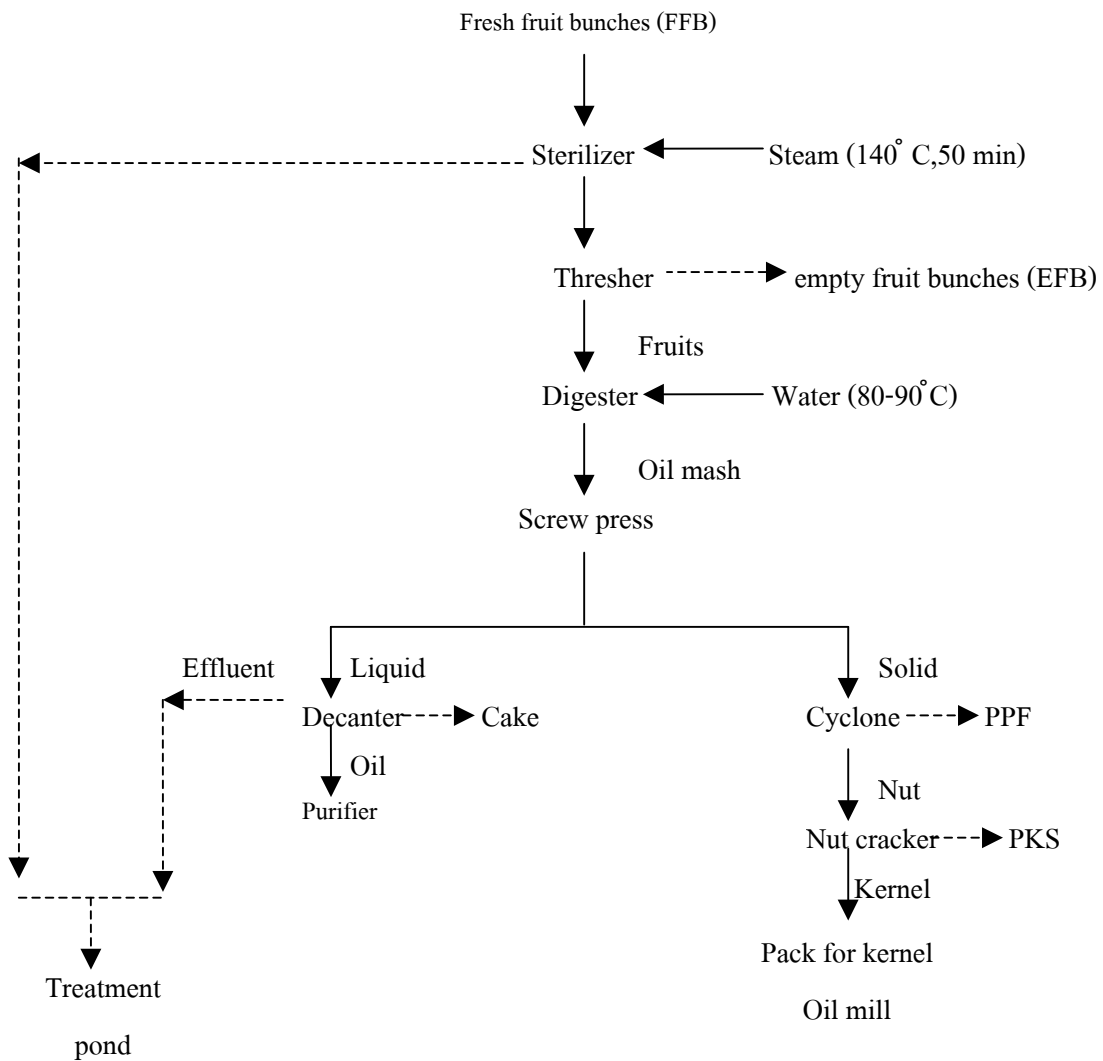 Fresh fruit bunches (FFB)
Sterilizer
Steam (140° C,50 min)
Thresher
empty fruit bunches (EFB)
Fruits
Digester
Water (80-90°C)
Oil mash
Screw press
Effluent
Liquid
Solid
Decanter
Cake
Cyclone
PPF
Oil
Nut
Purifier
Nut cracker
PKS
Kernel
Pack for kernel
Oil mill
Treatment
pond